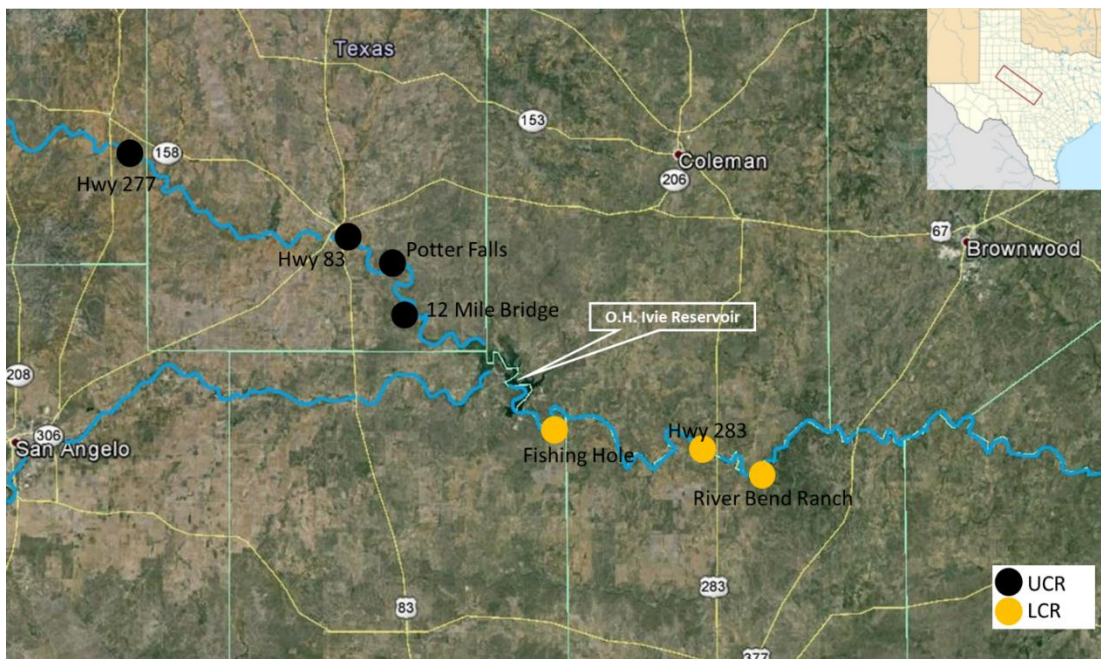 Texas
153
158
Coleman
206
Hwy 277
67
Hwy 83
Potter Falls
Brownwood
12 Mile Bridge
O.H. Ivie Reservoir
208
306
San Angelo
Hwy 283
Fishing Hole
River Bend Ranch
UCR
283
83
LCR
377